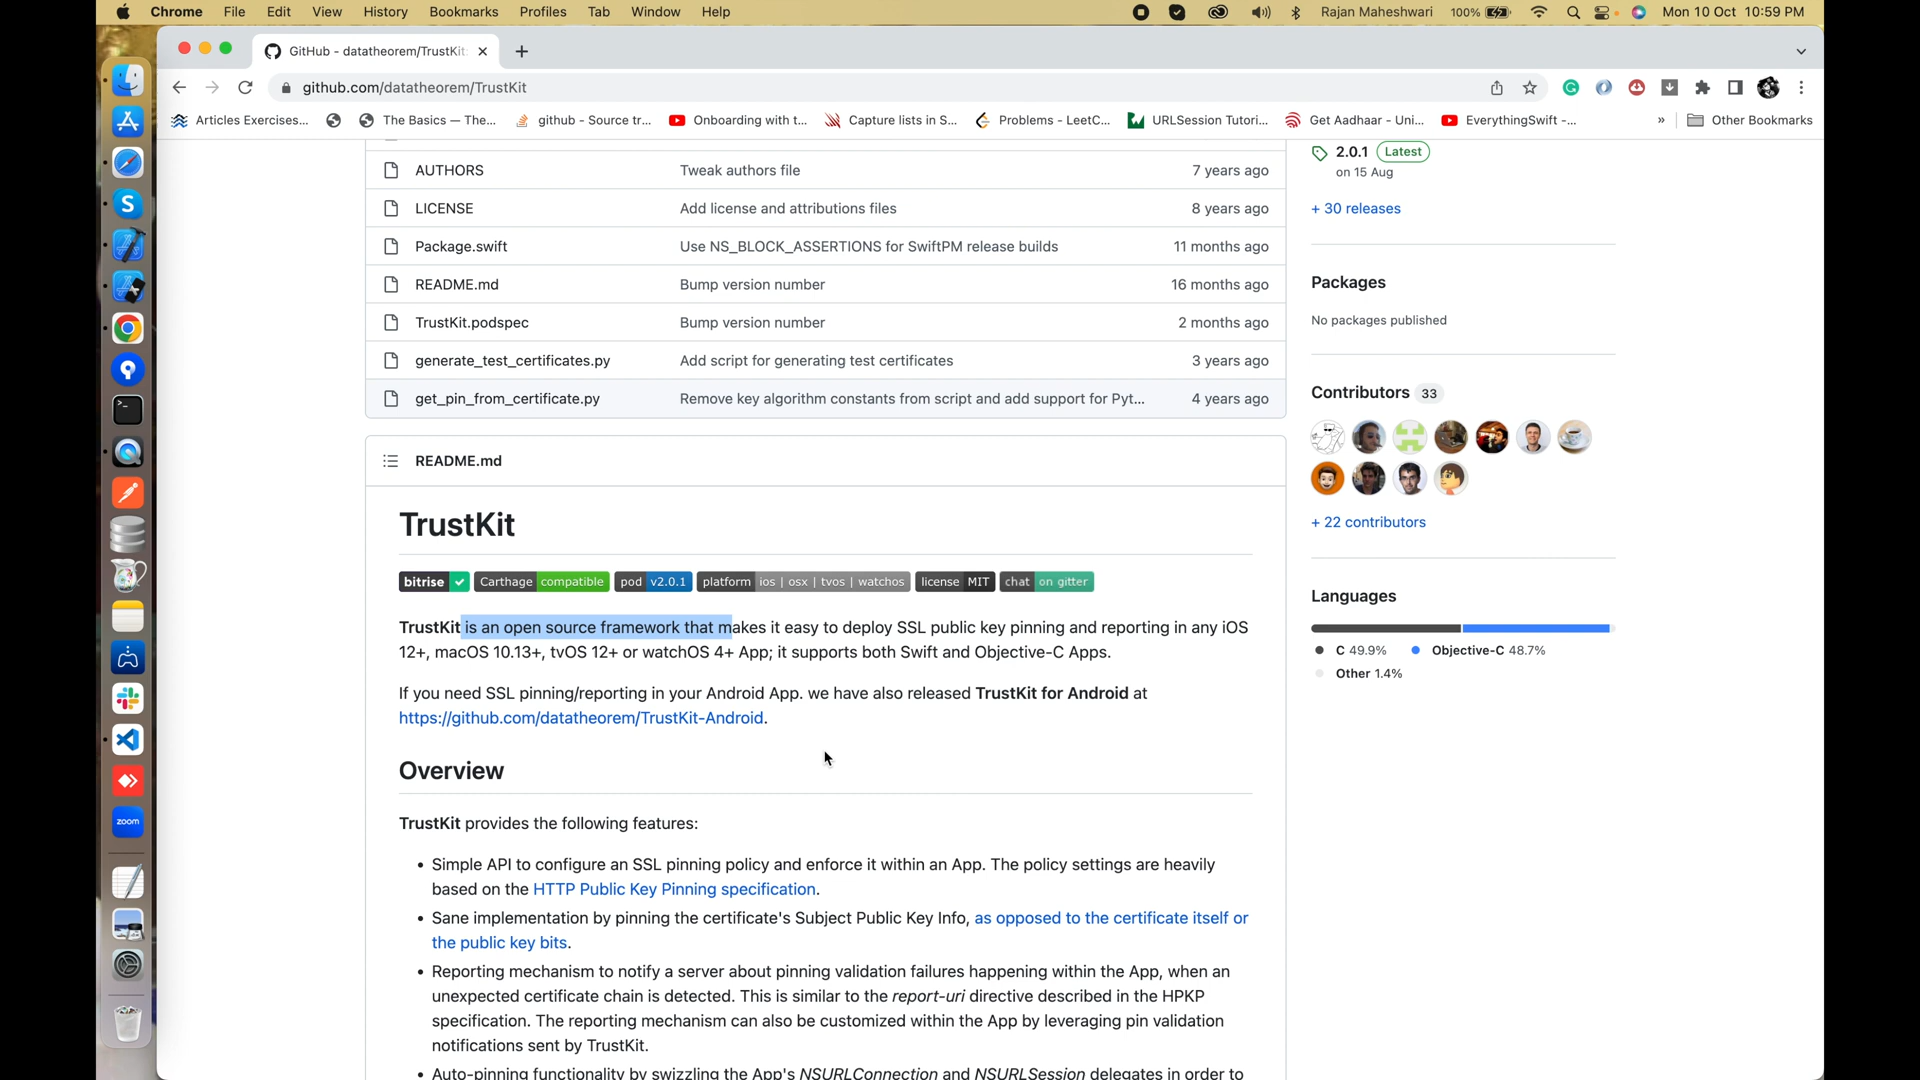 Chrome File Edit View History Bookmarks Profiles Tab Window Help Rajan Maheshwari 100% Mon 10 Oct 10:59 PM
GitHub - datatheorem/TrustKit:
github.com/datatheorem/TrustKit
Articles Exercises... The Basics — The... github - Source tr... Onboarding with t... Capture lists in S... Problems - LeetC... URLSession Tutori... Get Aadhaar - Uni... EverythingSwift -... » Other Bookmarks
AUTHORS Tweak authors file 7 years ago
LICENSE Add license and attributions files 8 years ago
Package.swift Use NS_BLOCK_ASSERTIONS for SwiftPM release builds 11 months ago
README.md Bump version number 16 months ago
TrustKit.podspec Bump version number 2 months ago
generate_test_certificates.py Add script for generating test certificates 3 years ago
get_pin_from_certificate.py Remove key algorithm constants from script and add support for Pyt... 4 years ago
README.md
TrustKit
bitrise Carthage compatible pod v2.0.1 platform ios | osx | tvos | watchos license MIT chat on gitter
TrustKit is an open source framework that makes it easy to deploy SSL public key pinning and reporting in any iOS
12+, macOS 10.13+, tvOS 12+ or watchOS 4+ App; it supports both Swift and Objective-C Apps.
If you need SSL pinning/reporting in your Android App. we have also released TrustKit for Android at
https://github.com/datatheorem/TrustKit-Android.
Overview
TrustKit provides the following features:
• Simple API to configure an SSL pinning policy and enforce it within an App. The policy settings are heavily
based on the HTTP Public Key Pinning specification.
• Sane implementation by pinning the certificate's Subject Public Key Info, as opposed to the certificate itself or
the public key bits.
• Reporting mechanism to notify a server about pinning validation failures happening within the App, when an
unexpected certificate chain is detected. This is similar to the report-uri directive described in the HPKP
specification. The reporting mechanism can also be customized within the App by leveraging pin validation
notifications sent by TrustKit.
• Auto-pinning functionality by swizzling the App's NSURLConnection and NSURLSession delegates in order to
2.0.1 Latest
on 15 Aug
+ 30 releases
Packages
No packages published
Contributors 33
+ 22 contributors
Languages
C 49.9% Objective-C 48.7%
Other 1.4%
zoom